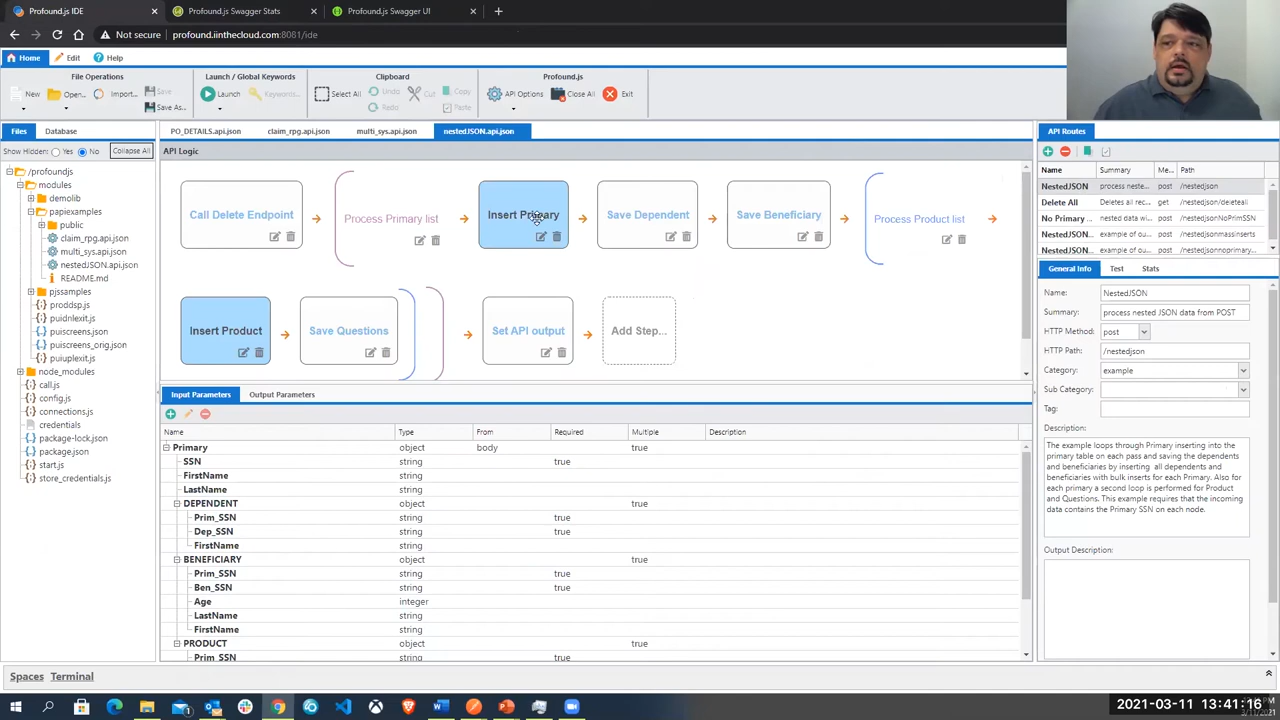 Profound.js IDE
Profound.js Swagger Stats
Profound.js Swagger UI
Not secure | profound.iinthecloud.com:8081/ide
Home
Edit
Help
File Operations
Launch / Global Keywords
Clipboard
Profound.js
New
Open...
Import...
Save
Save As...
Launch
Keywords...
Select All
Undo
Redo
Cut
Copy
Paste
API Options
Close All
Exit
Files
Database
PO_DETAILS.api.json
claim_rpg.api.json
multi_sys.api.json
nestedJSON.api.json
API Routes
Show Hidden: Yes No Collapse All
API Logic
/profoundjs
modules
demolib
papiexamples
public
claim_rpg.api.json
multi_sys.api.json
nestedJSON.api.json
README.md
pjssamples
proddsp.js
puidnlexit.js
puiscreens.json
puiscreens_orig.json
puiuplexit.js
node_modules
call.js
config.js
connections.js
credentials
package-lock.json
package.json
start.js
store_credentials.js
Call Delete Endpoint
Process Primary list
Insert Primary
Save Dependent
Save Beneficiary
Process Product list
Insert Product
Save Questions
Set API output
Add Step...
Input Parameters
Output Parameters
Name Type From Required Multiple Description
Primary object body true
SSN string true
FirstName string
LastName string
DEPENDENT object true
Prim_SSN string true
Dep_SSN string true
FirstName string
BENEFICIARY object true
Prim_SSN string true
Ben_SSN string true
Age integer
LastName string
FirstName string
PRODUCT object true
Prim_SSN string true
Name Summary Me... Path
NestedJSON process neste... post /nestedjson
Delete All Deletes all rec... get /deleteall
No Primary ... nested data wi... post /nestedNoPrimSSN
NestedJSON... example of ou... post /nestedjsonmassinserts
NestedJSON... example of ou... post /nestedjsonnoprimary...
General Info
Test
Stats
Name: NestedJSON
Summary: process nested JSON data from POST
HTTP Method: post
HTTP Path: /nestedjson
Category: example
Sub Category:
Tag:
Description:
The example loops through Primary inserting into the
primary table on each pass and saving the dependents
and beneficiaries by inserting all dependents and
beneficiaries with bulk inserts for each Primary. Also
for each primary a second loop is performed for Product
and Questions. This example requires that the incoming
data contains the Primary SSN on each node.
Output Description:
Spaces
Terminal
2021-03-11 13:41:16
3/11/2021